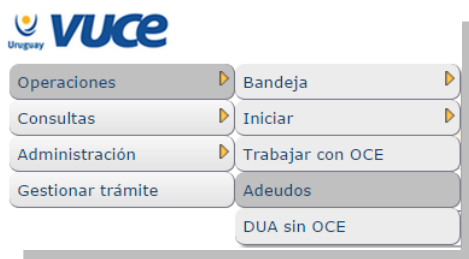 Uruguay VUCE
Operaciones
Consultas
Administración
Gestionar trámite
Bandeja
Iniciar
Trabajar con OCE
Adeudos
DUA sin OCE